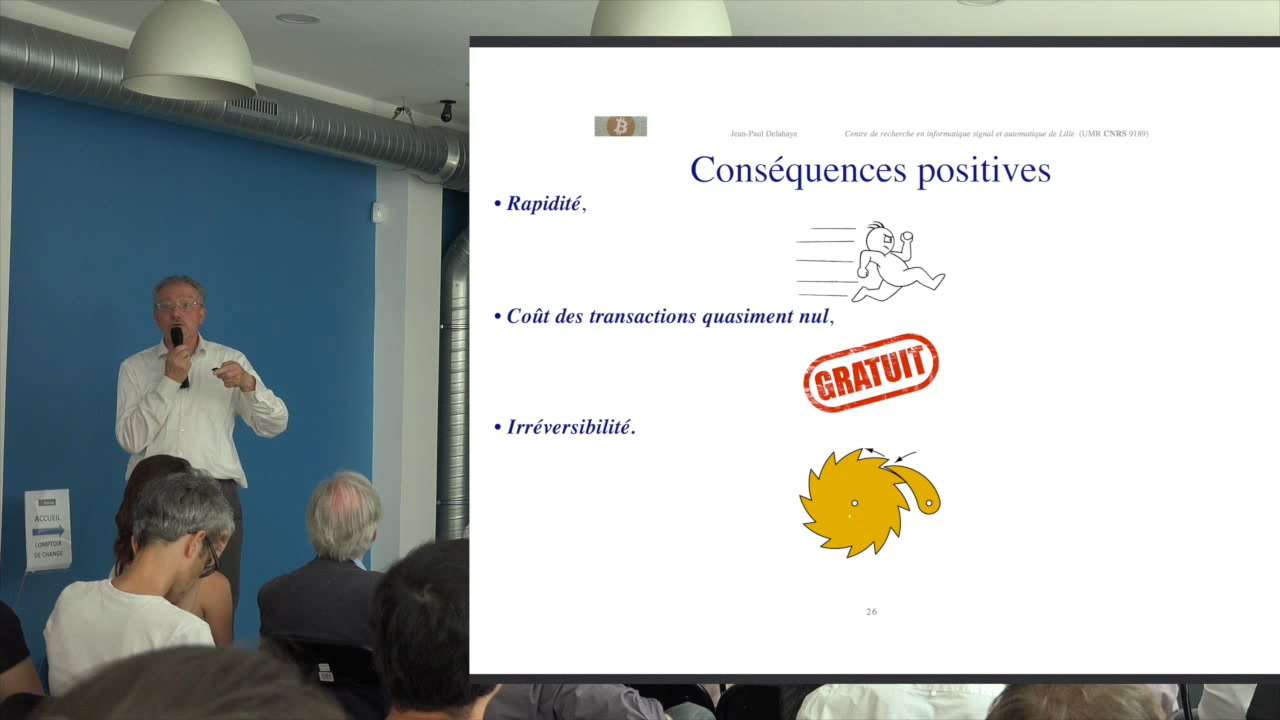 Jean-Paul Delahaye Centre de recherche en informatique signal et automatique de Lille (UMR CNRS 9189)
Conséquences positives
• Rapidité,
• Coût des transactions quasiment nul,
GRATUIT
• Irréversibilité.
26
ACCUEIL
COMPTOIR
DE CHANGE